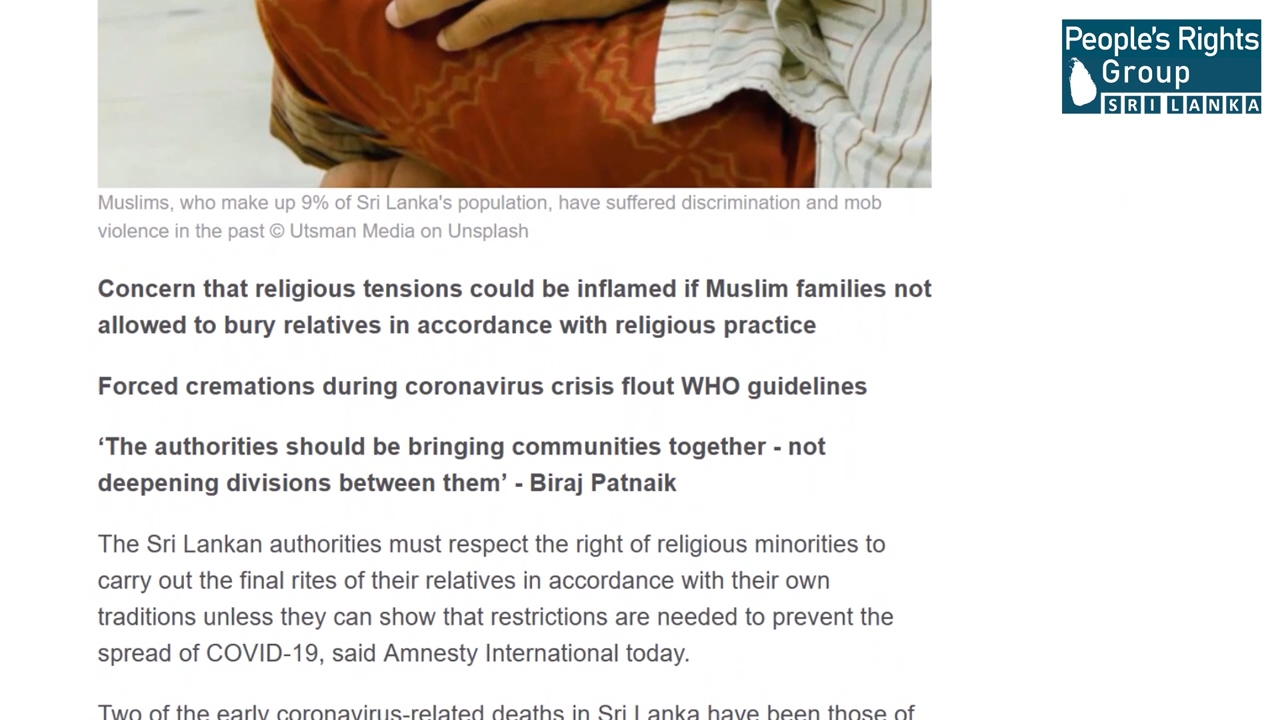 People's Rights
Group
SRI LANKA
Muslims, who make up 9% of Sri Lanka's population, have suffered discrimination and mob
violence in the past © Utsman Media on Unsplash
Concern that religious tensions could be inflamed if Muslim families not
allowed to bury relatives in accordance with religious practice
Forced cremations during coronavirus crisis flout WHO guidelines
‘The authorities should be bringing communities together - not
deepening divisions between them’ - Biraj Patnaik
The Sri Lankan authorities must respect the right of religious minorities to
carry out the final rites of their relatives in accordance with their own
traditions unless they can show that restrictions are needed to prevent the
spread of COVID-19, said Amnesty International today.
Two of the early coronavirus-related deaths in Sri Lanka have been those of